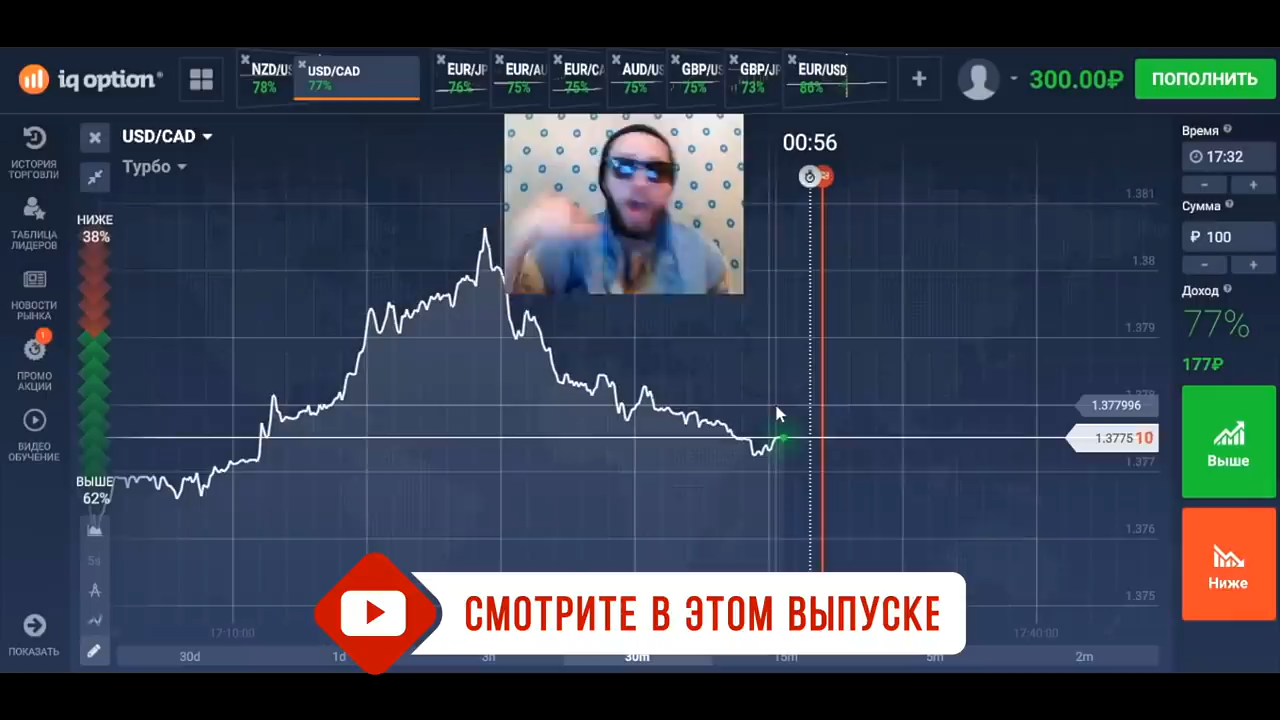 iq option®
NZD/US
78%
USD/CAD
77%
EUR/JP
76%
EUR/AU
75%
EUR/CA
75%
AUD/US
75%
GBP/US
75%
GBP/JP
73%
EUR/USD
86%
300.00₽
ПОПОЛНИТЬ
ИСТОРИЯ
ТОРГОВЛИ
ТАБЛИЦА
ЛИДЕРОВ
НОВОСТИ
РЫНКА
1
ПРОМО
АКЦИИ
ВИДЕО
ОБУЧЕНИЕ
ПОКАЗАТЬ
USD/CAD
Турбо
НИЖЕ
38%
ВЫШЕ
62%
5s
00:56
1.381
1.38
1.379
1.377996
1.377510
1.377
1.376
1.375
17:10:00
17:40:00
СМОТРИТЕ В ЭТОМ ВЫПУСКЕ
30d
1d
3h
30m
15m
5m
2m
Время
17:32
Сумма
₽ 100
Доход
77%
177₽
Выше
Ниже